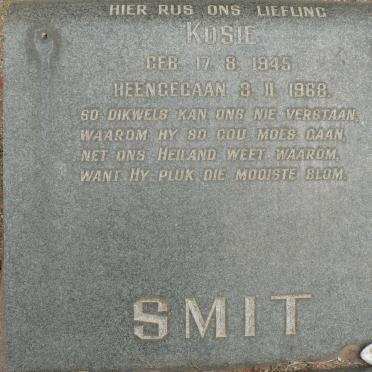 HIER RUS ONS LIEFLING
KOSIE
GEB. 17. 8. 1945
HEENGEGAAN 3. 11. 1968.
SO DIKWELS KAN ONS NIE VERSTAAN,
WAAROM HY SO GOU MOES GAAN,
NET ONS HEILAND WEET WAAROM,
WANT HY PLUK DIE MOOISTE BLOM.
SMIT